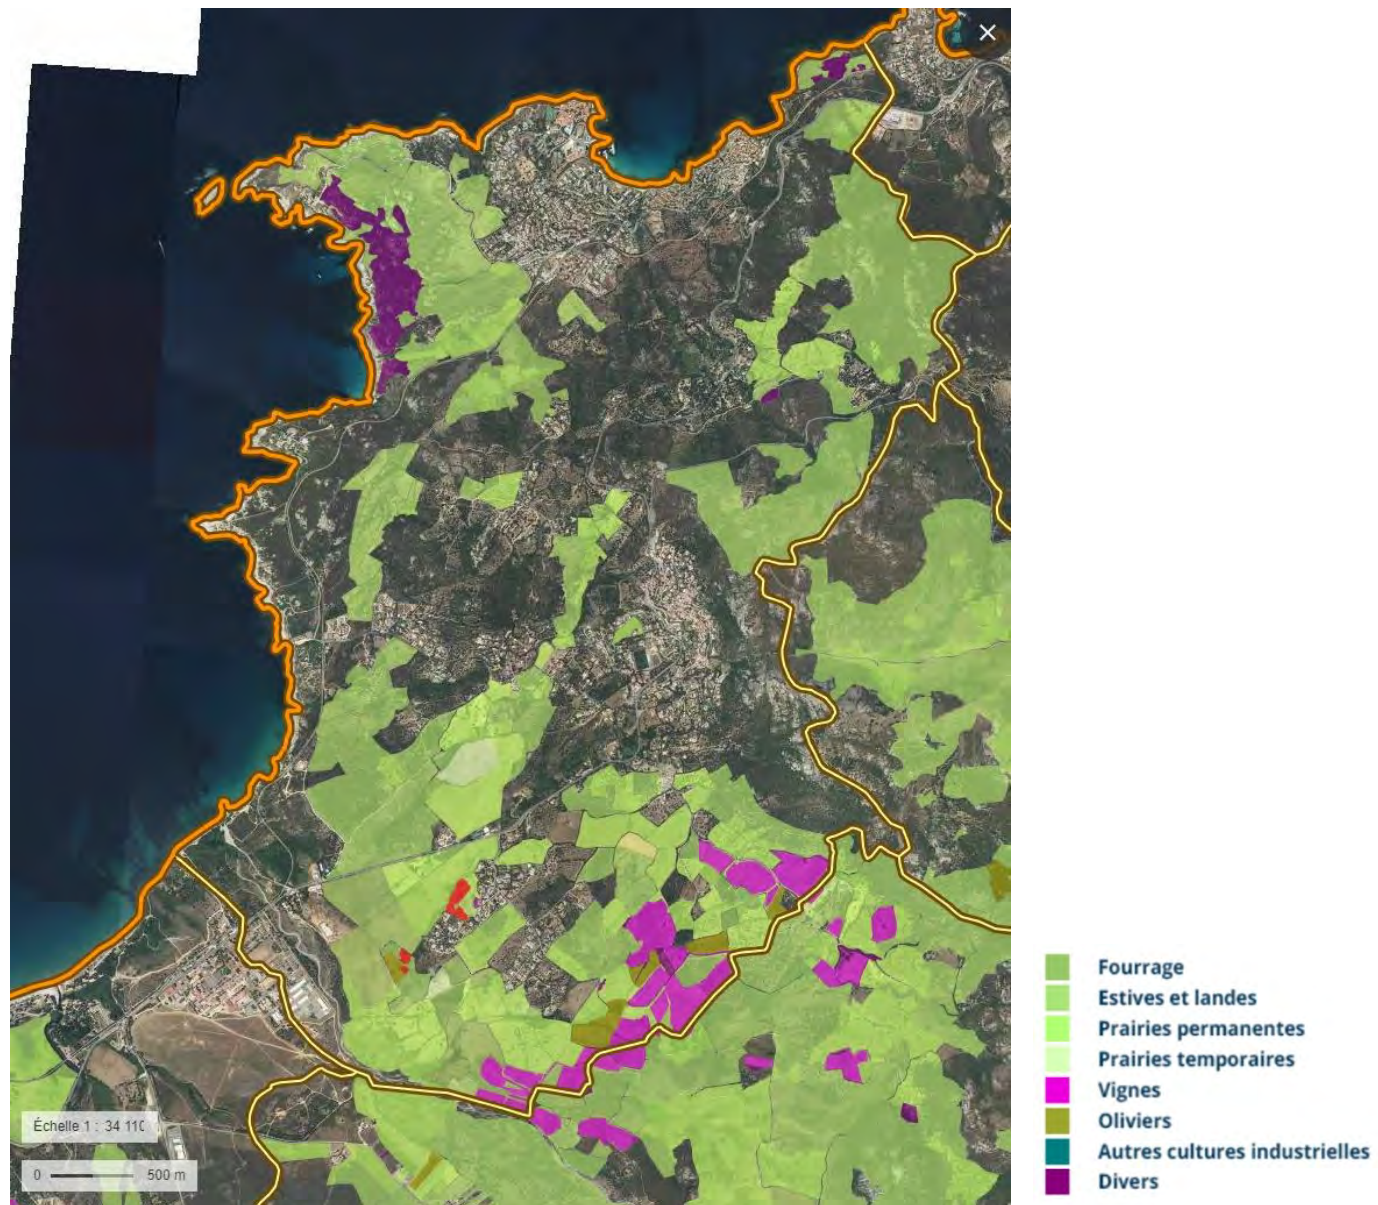 Fourrage
Estives et landes
Prairies permanentes
Prairies temporaires
Vignes
Oliviers
Autres cultures industrielles
Divers
Échelle 1 : 34 110
0 500 m